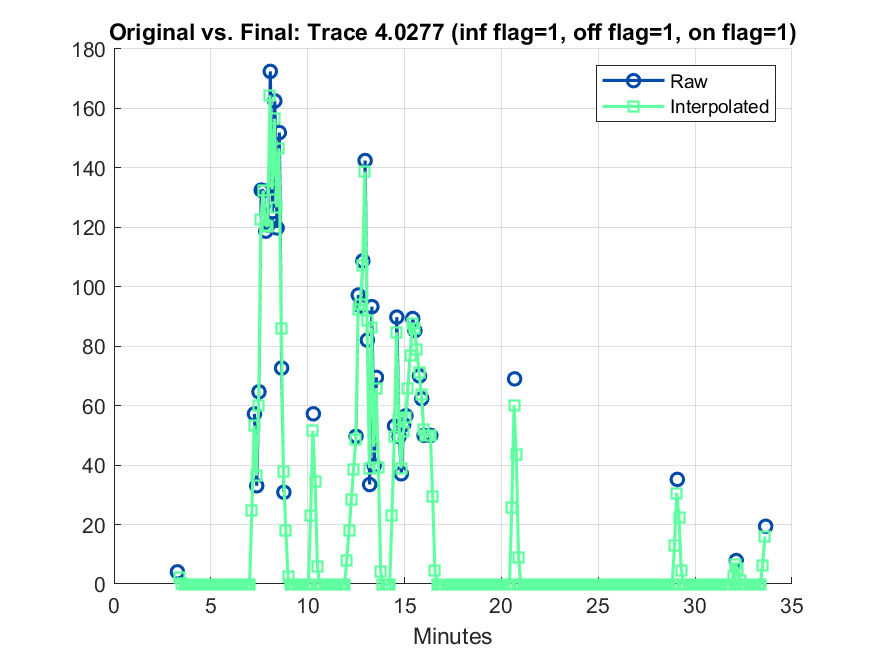 Original vs. Final: Trace 4.0277 (inf flag=1, off flag=1, on flag=1)
180
160
140
120
100
80
60
40
20
0
Raw
Interpolated
0 5 10 15 20 25 30 35
Minutes